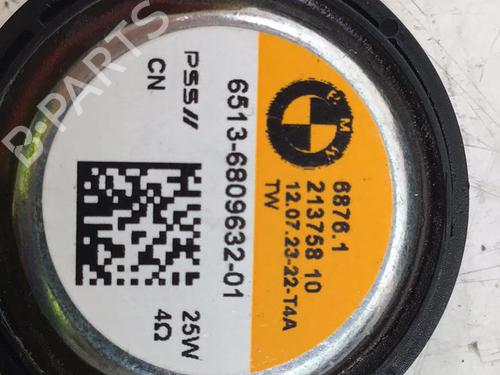 BMW
6876.1
213758 10
12.07.23-22-T4A
TW
6513-6809632-01
PSS//
CN
25W
4Ω
B-PARTS